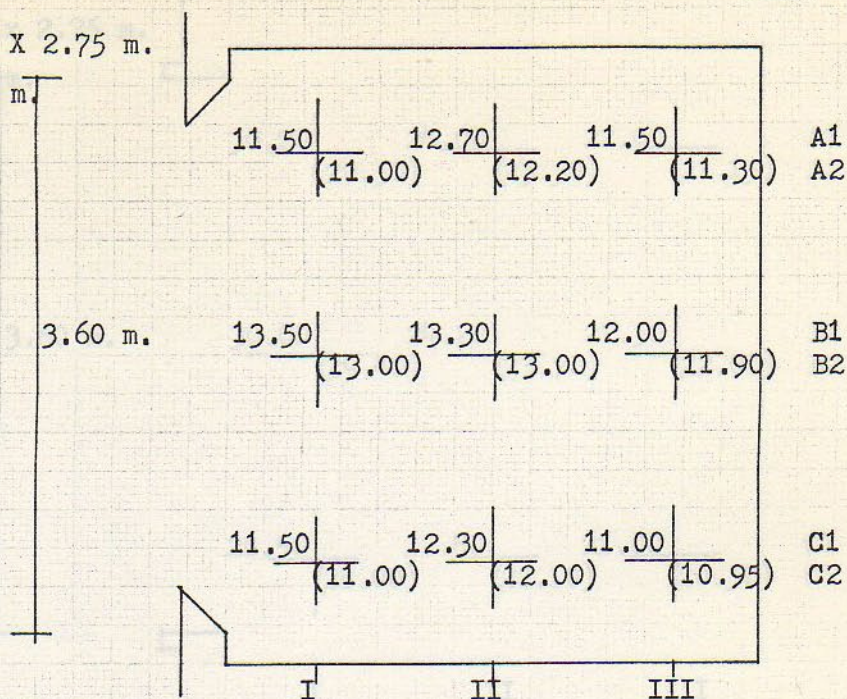 X 2.75 m.
m.
11.50 12.70 11.50 A1
(11.00) (12.20) (11.30) A2
3.60 m. 13.50 13.30 12.00 B1
(13.00) (13.00) (11.90) B2
11.50 12.30 11.00 C1
(11.00) (12.00) (10.95) C2
I II III